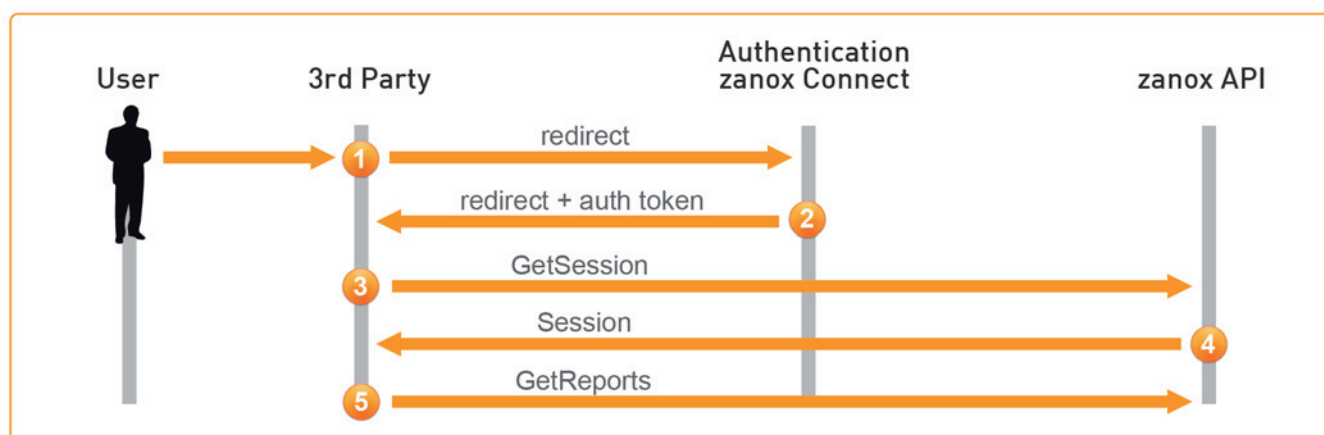 User
3rd Party
Authentication
zanox Connect
zanox API
1
redirect
redirect + auth token
2
3
GetSession
Session
4
GetReports
5